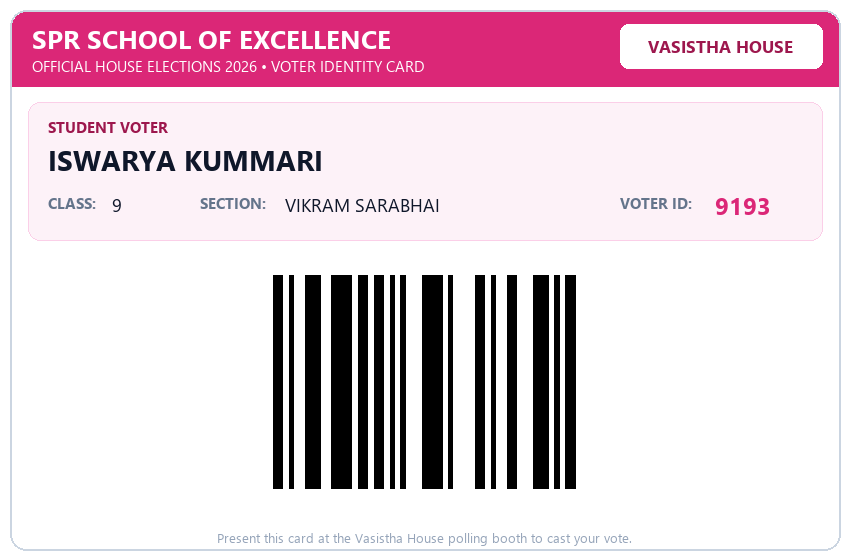 SPR SCHOOL OF EXCELLENCE
OFFICIAL HOUSE ELECTIONS 2026 • VOTER IDENTITY CARD
VASISTHA HOUSE
STUDENT VOTER
ISWARYA KUMMARI
CLASS: 9 SECTION: VIKRAM SARABHAI VOTER ID: 9193
Present this card at the Vasistha House polling booth to cast your vote.